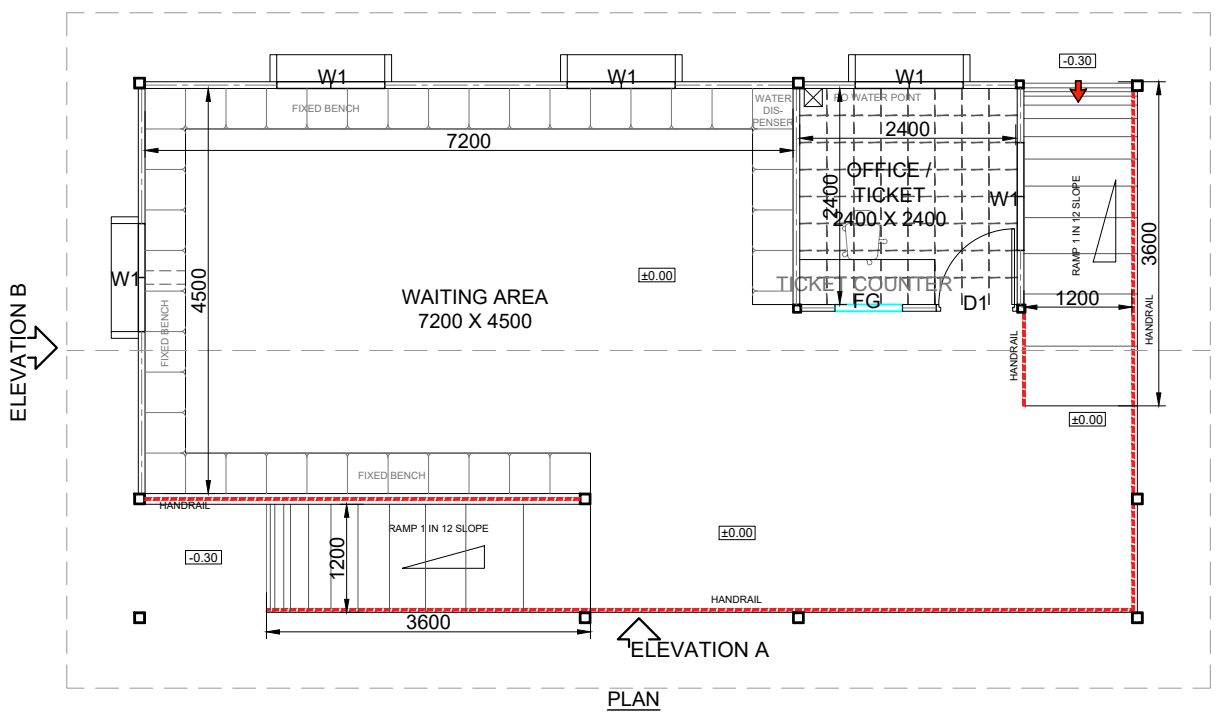 W1
W1
W1
-0.30
FIXED BENCH
WATER
DIS-
PENSER
RO WATER POINT
7200
2400
OFFICE /
TICKET
2400 X 2400
2400
W1
RAMP 1 IN 12 SLOPE
3600
W1
4500
±0.00
WAITING AREA
7200 X 4500
TICKET COUNTER
FG
D1
1200
HANDRAIL
HANDRAIL
FIXED BENCH
ELEVATION B
±0.00
FIXED BENCH
HANDRAIL
RAMP 1 IN 12 SLOPE
-0.30
1200
±0.00
HANDRAIL
3600
ELEVATION A
PLAN